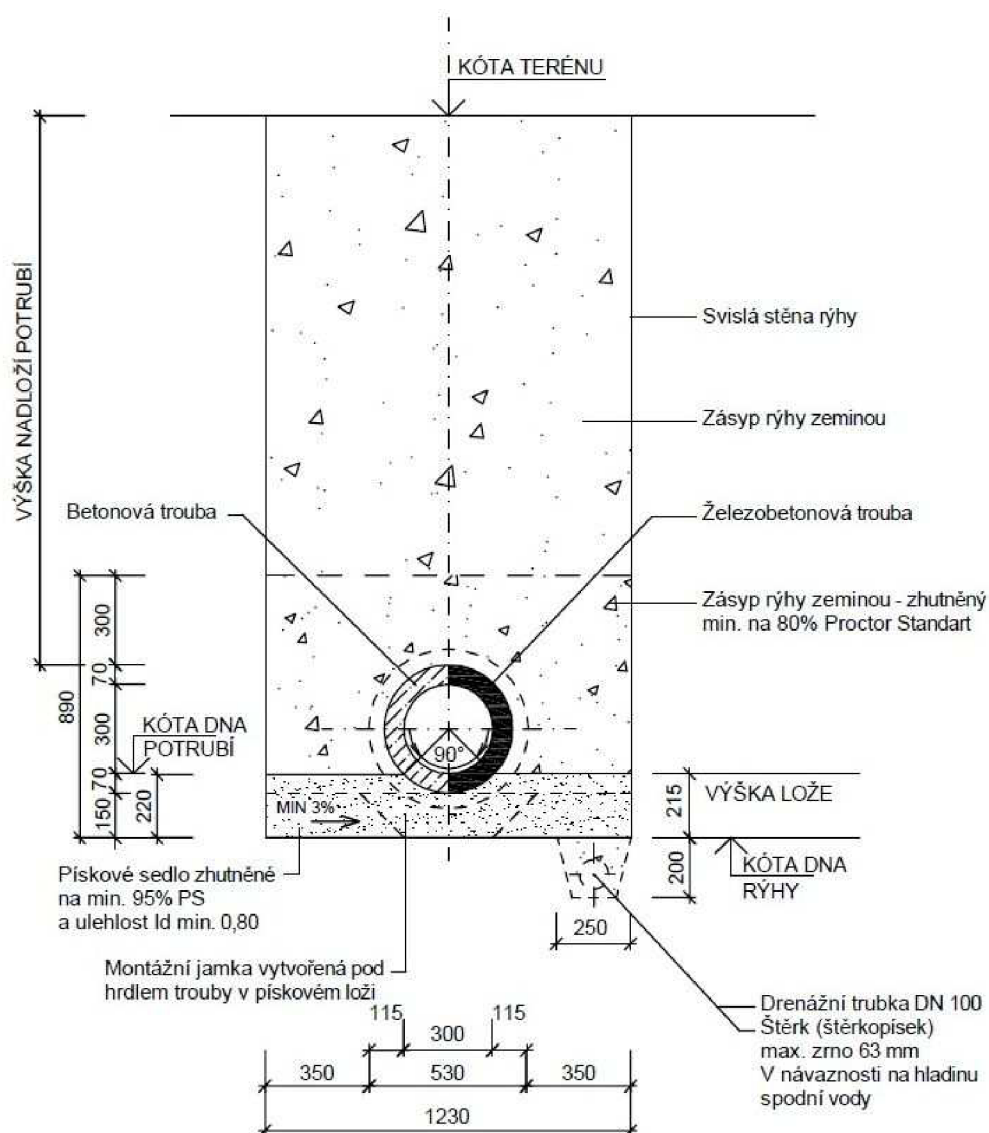 KÓTA TERÉNU
VÝŠKA NADLOŽÍ POTRUBÍ
Svislá stěna rýhy
Zásyp rýhy zeminou
Betonová trouba
Železobetonová trouba
Zásyp rýhy zeminou - zhutněný
min. na 80% Proctor Standart
300
70
890
300
70
150
220
KÓTA DNA
POTRUBÍ
90°
MIN 3%
215
VÝŠKA LOŽE
200
KÓTA DNA
RÝHY
Pískové sedlo zhutněné
na min. 95% PS
a ulehlost Id min. 0,80
250
Montážní jamka vytvořená pod
hrdlem trouby v pískovém loži
Drenážní trubka DN 100
Štěrk (štěrkopísek)
max. zrno 63 mm
V návaznosti na hladinu
spodní vody
115 300 115
350 530 350
1230